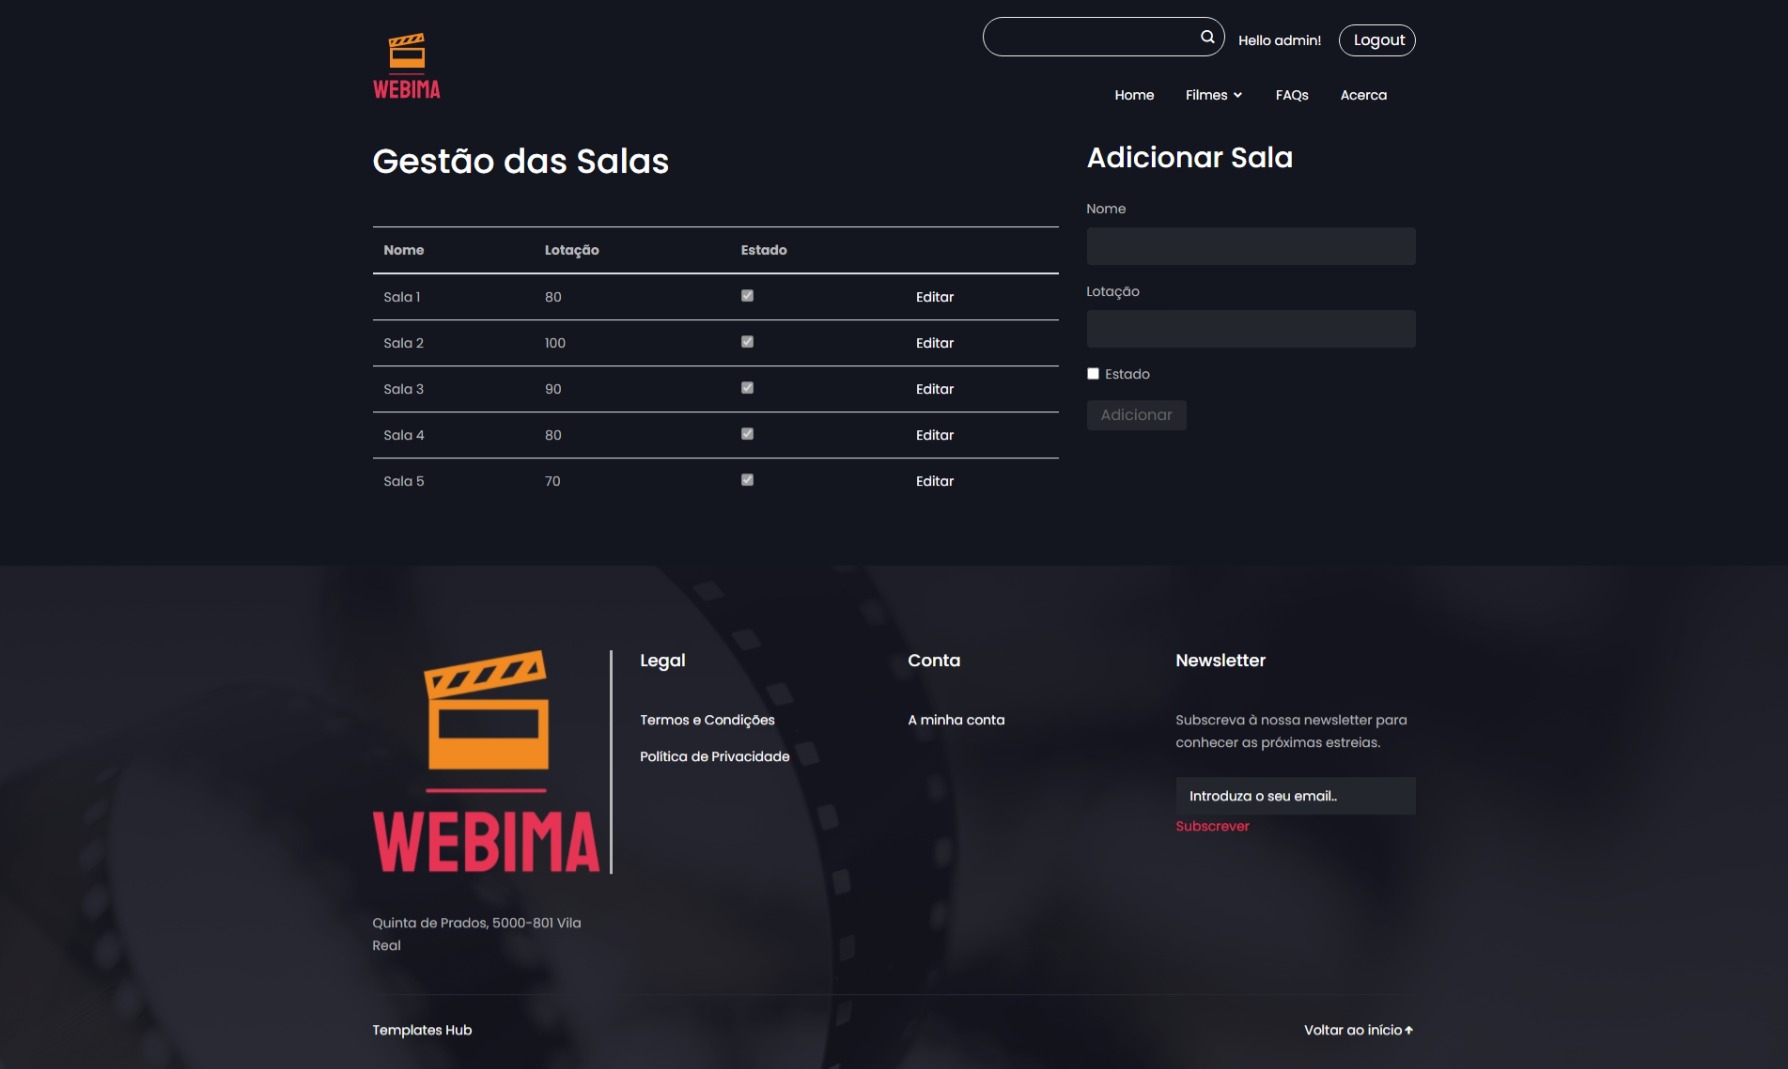 WEBIMA
Hello admin!
Logout
Home
Filmes
FAQs
Acerca
Gestão das Salas
Nome Lotação Estado
Sala 1 80 Editar
Sala 2 100 Editar
Sala 3 90 Editar
Sala 4 80 Editar
Sala 5 70 Editar
Adicionar Sala
Nome
Lotação
Estado
Adicionar
WEBIMA
Quinta de Prados, 5000-801 Vila
Real
Legal
Termos e Condições
Política de Privacidade
Conta
A minha conta
Newsletter
Subscreva à nossa newsletter para
conhecer as próximas estreias.
Introduza o seu email..
Subscrever
Templates Hub
Voltar ao início